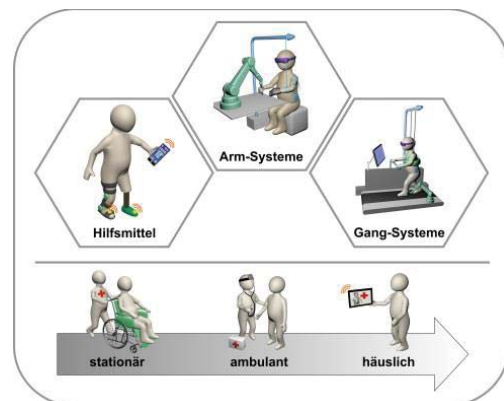 Arm-Systeme
Hilfsmittel
Gang-Systeme
stationär
ambulant
häuslich